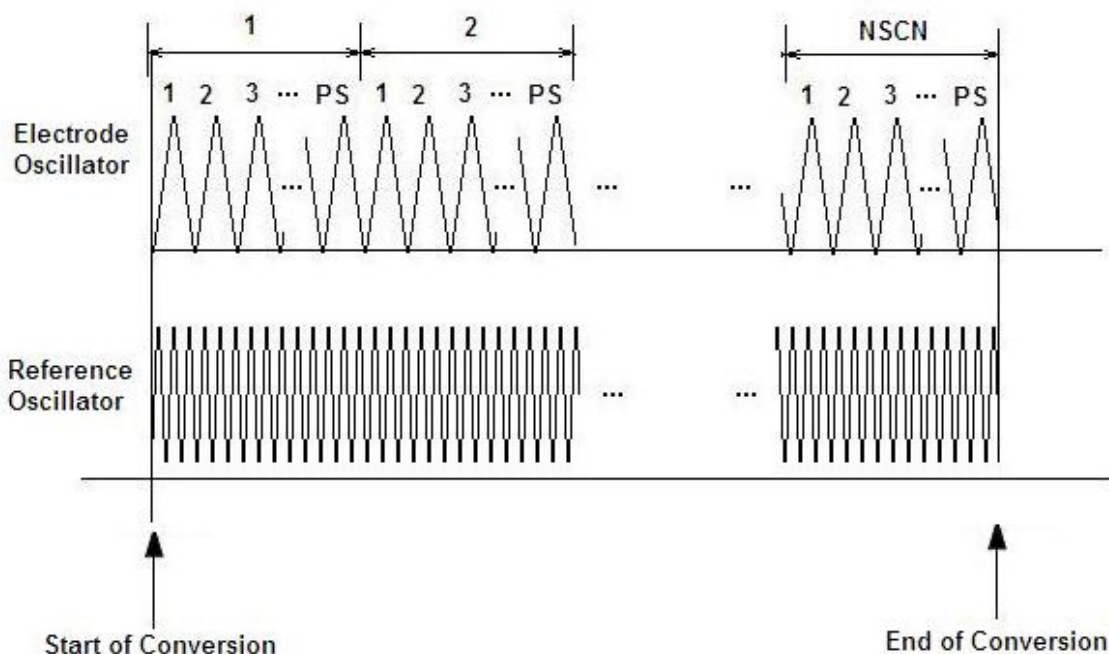 1 2 NSCN
1 2 3 ... PS 1 2 3 ... PS 1 2 3 ... PS
Electrode
Oscillator
... ... ... ... ...
Reference
Oscillator
... ...
Start of Conversion
End of Conversion